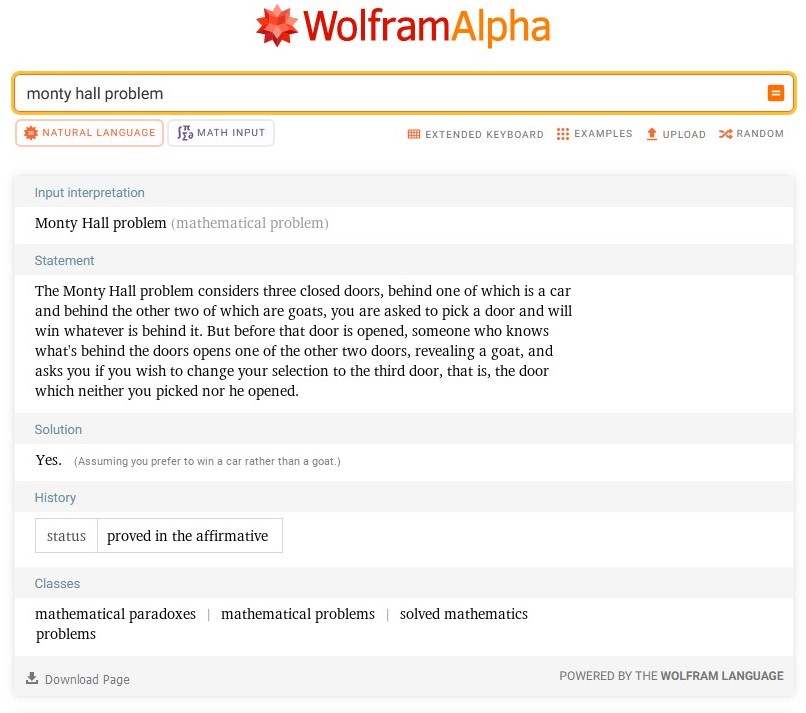 WolframAlpha
monty hall problem
NATURAL LANGUAGE MATH INPUT EXTENDED KEYBOARD EXAMPLES UPLOAD RANDOM
Input interpretation
Monty Hall problem (mathematical problem)
Statement
The Monty Hall problem considers three closed doors, behind one of which is a car
and behind the other two of which are goats, you are asked to pick a door and will
win whatever is behind it. But before that door is opened, someone who knows
what's behind the doors opens one of the other two doors, revealing a goat, and
asks you if you wish to change your selection to the third door, that is, the door
which neither you picked nor he opened.
Solution
Yes. (Assuming you prefer to win a car rather than a goat.)
History
status proved in the affirmative
Classes
mathematical paradoxes | mathematical problems | solved mathematics
problems
Download Page POWERED BY THE WOLFRAM LANGUAGE